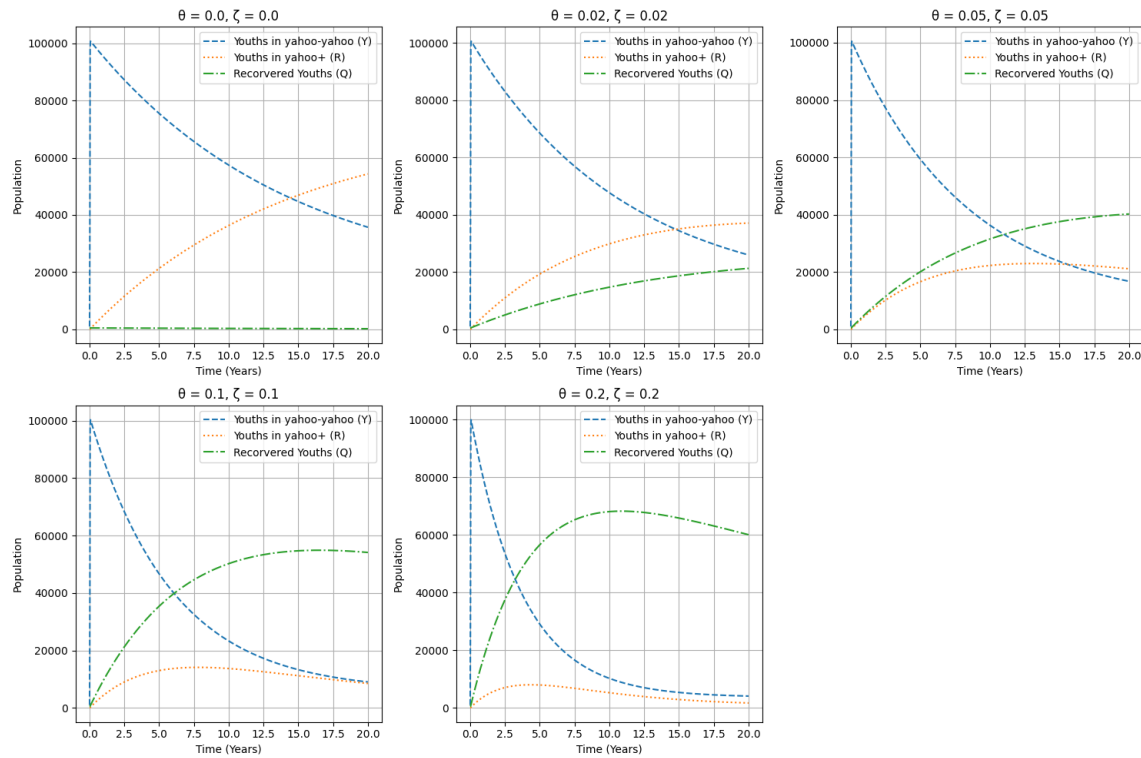 θ = 0.0, ζ = 0.0
Population
100000
80000
60000
40000
20000
0
Youths in yahoo-yahoo (Y)
Youths in yahoo+ (R)
Recorvered Youths (Q)
0.0 2.5 5.0 7.5 10.0 12.5 15.0 17.5 20.0
Time (Years)
θ = 0.02, ζ = 0.02
Population
100000
80000
60000
40000
20000
0
Youths in yahoo-yahoo (Y)
Youths in yahoo+ (R)
Recorvered Youths (Q)
0.0 2.5 5.0 7.5 10.0 12.5 15.0 17.5 20.0
Time (Years)
θ = 0.05, ζ = 0.05
Population
100000
80000
60000
40000
20000
0
Youths in yahoo-yahoo (Y)
Youths in yahoo+ (R)
Recorvered Youths (Q)
0.0 2.5 5.0 7.5 10.0 12.5 15.0 17.5 20.0
Time (Years)
θ = 0.1, ζ = 0.1
Population
100000
80000
60000
40000
20000
0
Youths in yahoo-yahoo (Y)
Youths in yahoo+ (R)
Recorvered Youths (Q)
0.0 2.5 5.0 7.5 10.0 12.5 15.0 17.5 20.0
Time (Years)
θ = 0.2, ζ = 0.2
Population
100000
80000
60000
40000
20000
0
Youths in yahoo-yahoo (Y)
Youths in yahoo+ (R)
Recorvered Youths (Q)
0.0 2.5 5.0 7.5 10.0 12.5 15.0 17.5 20.0
Time (Years)